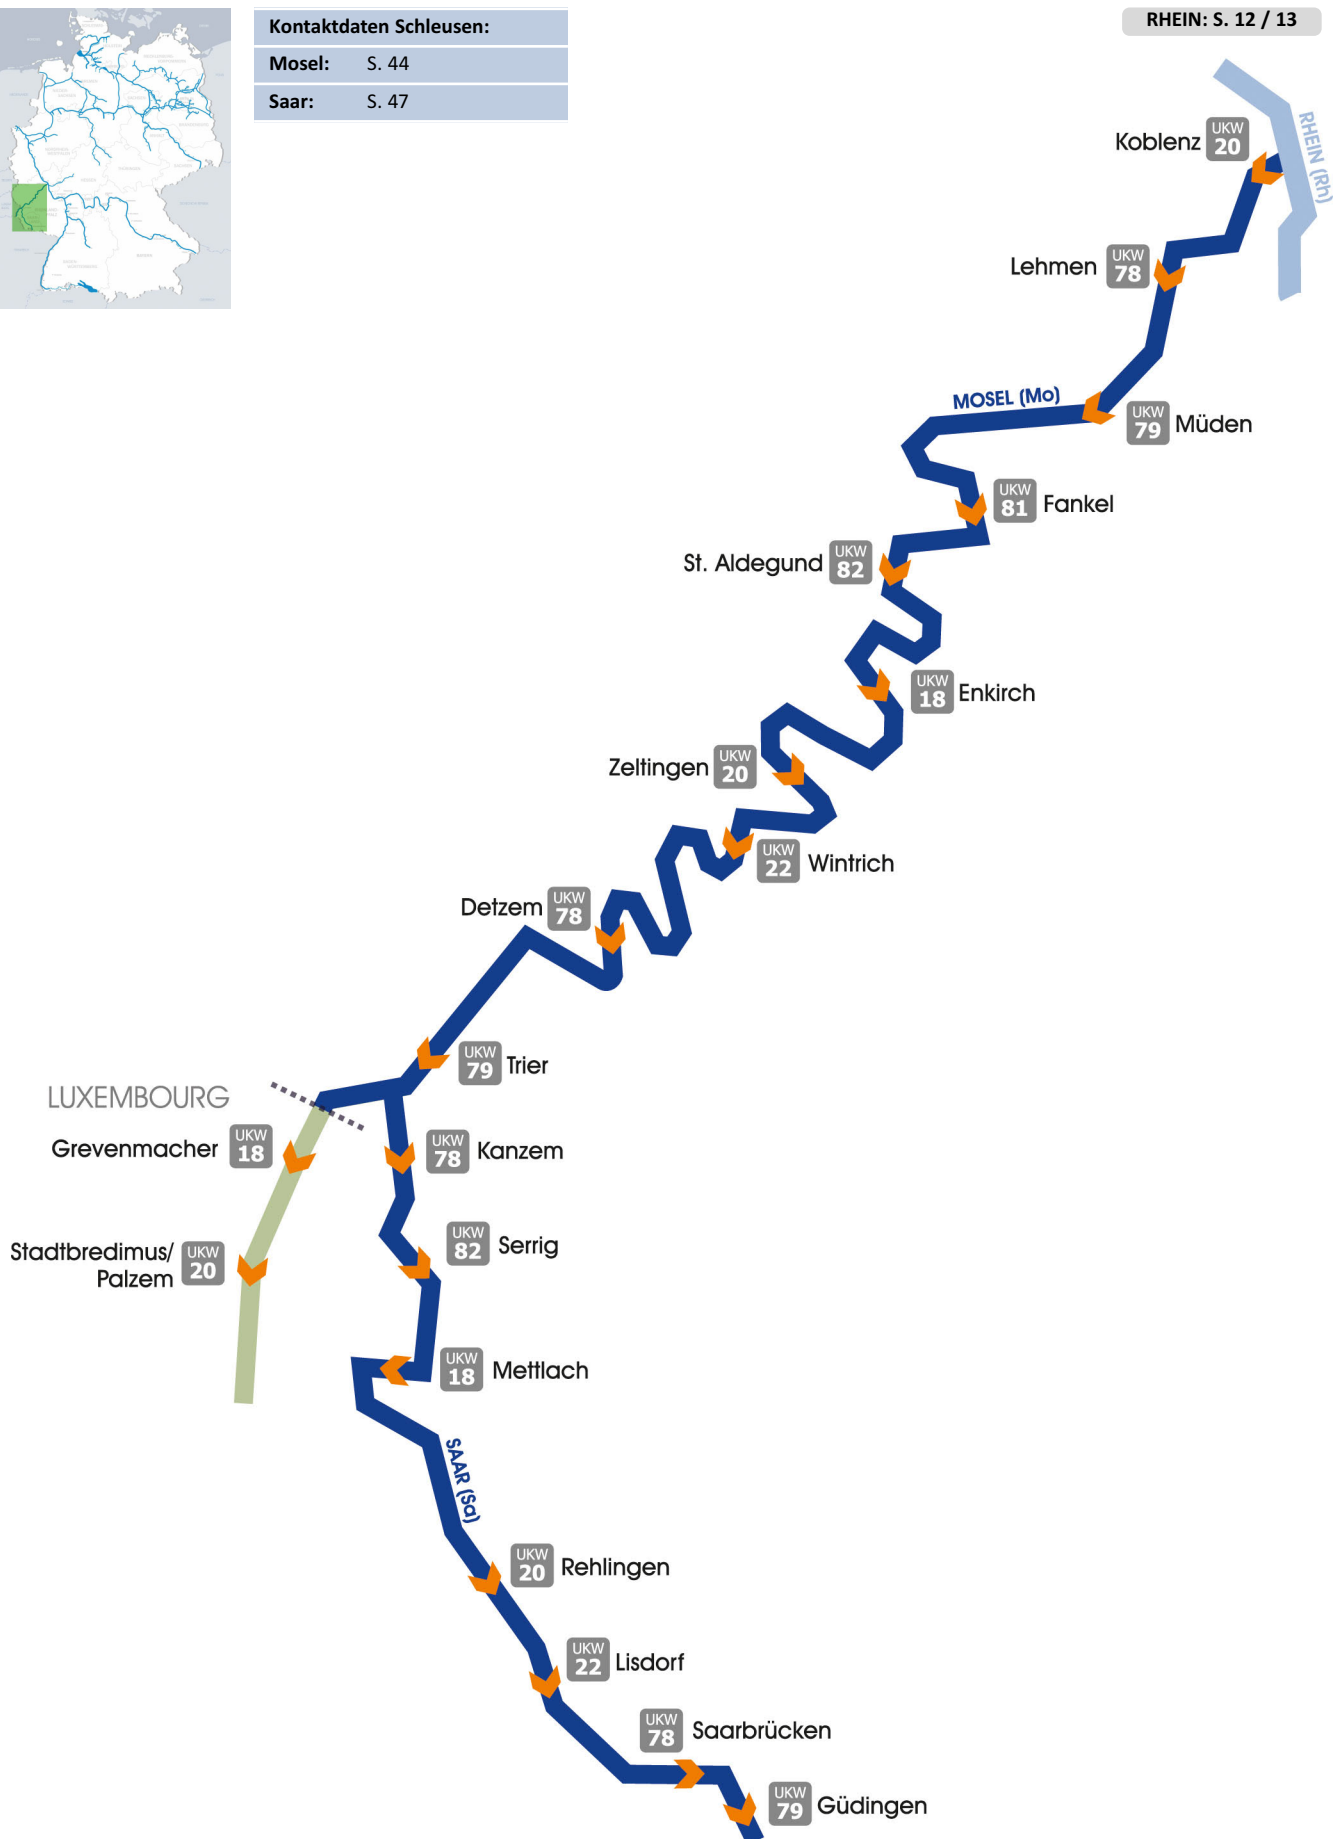 Kontaktdaten Schleusen:
Mosel: S. 44
Saar: S. 47
RHEIN: S. 12 / 13
RHEIN (Rh)
Koblenz UKW 20
Lehmen UKW 78
MOSEL (Mo)
UKW 79 Müden
UKW 81 Fankel
St. Aldegund UKW 82
UKW 18 Enkirch
Zeltingen UKW 20
UKW 22 Wintrich
Detzem UKW 78
UKW 79 Trier
LUXEMBOURG
Grevenmacher UKW 18
UKW 78 Kanzem
Stadtbredimus/
Palzem UKW 20
UKW 82 Serrig
UKW 18 Mettlach
SAAR (Sa)
UKW 20 Rehlingen
UKW 22 Lisdorf
UKW 78 Saarbrücken
UKW 79 Güdingen